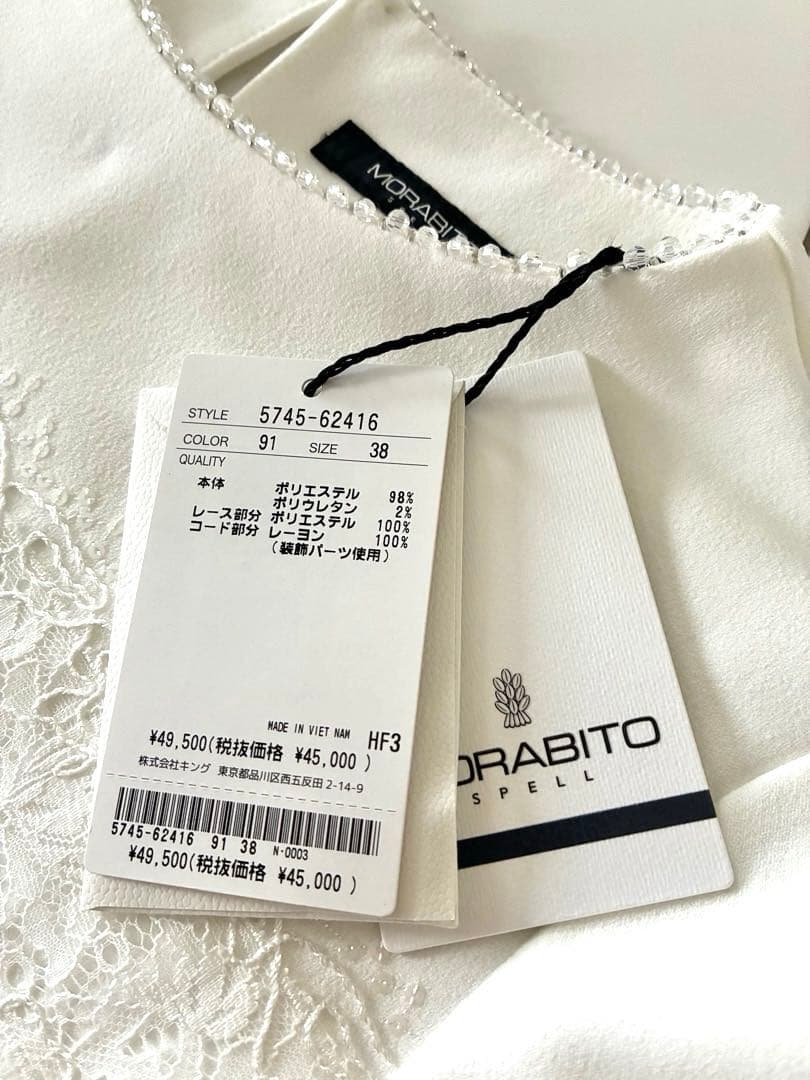 MORABITO
STYLE 5745-62416
COLOR 91 SIZE 38
QUALITY
本体 ポリエステル 98%
ポリウレタン 2%
レース部分 ポリエステル 100%
コード部分 レーヨン 100%
(装飾パーツ使用)
MADE IN VIET NAM HF3
¥49,500(税抜価格 ¥45,000 )
株式会社キング 東京都品川区西五反田 2-14-9
5745-62416 91 38 N-0003
¥49,500(税抜価格 ¥45,000 )
ORABITO
SPELL